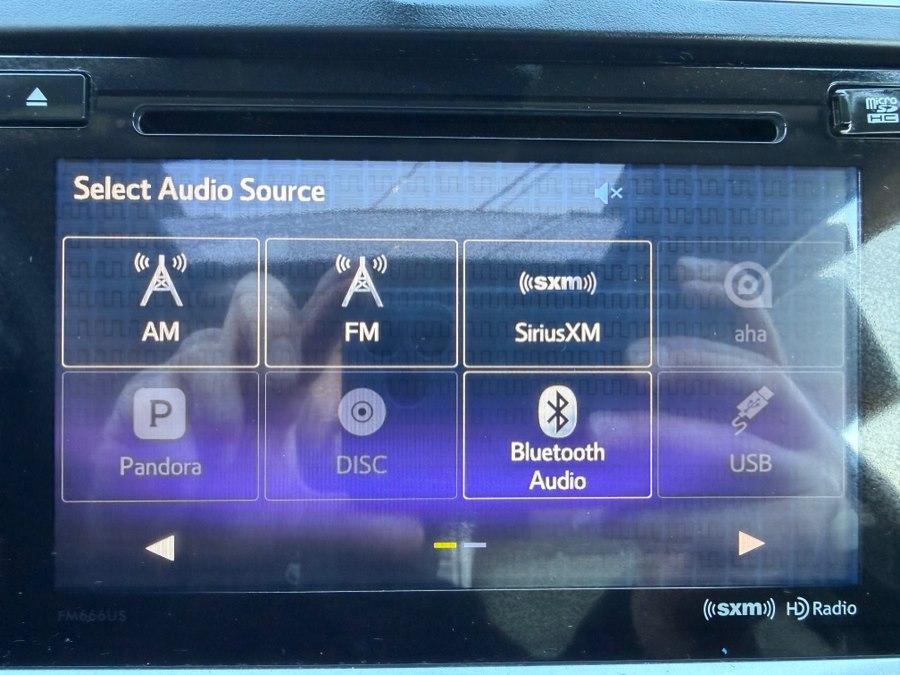 micro
SD
HC
Select Audio Source
AM
FM
((sxm))
SiriusXM
aha
P
Pandora
DISC
Bluetooth
Audio
USB
FM666US
((sxm))
HD Radio